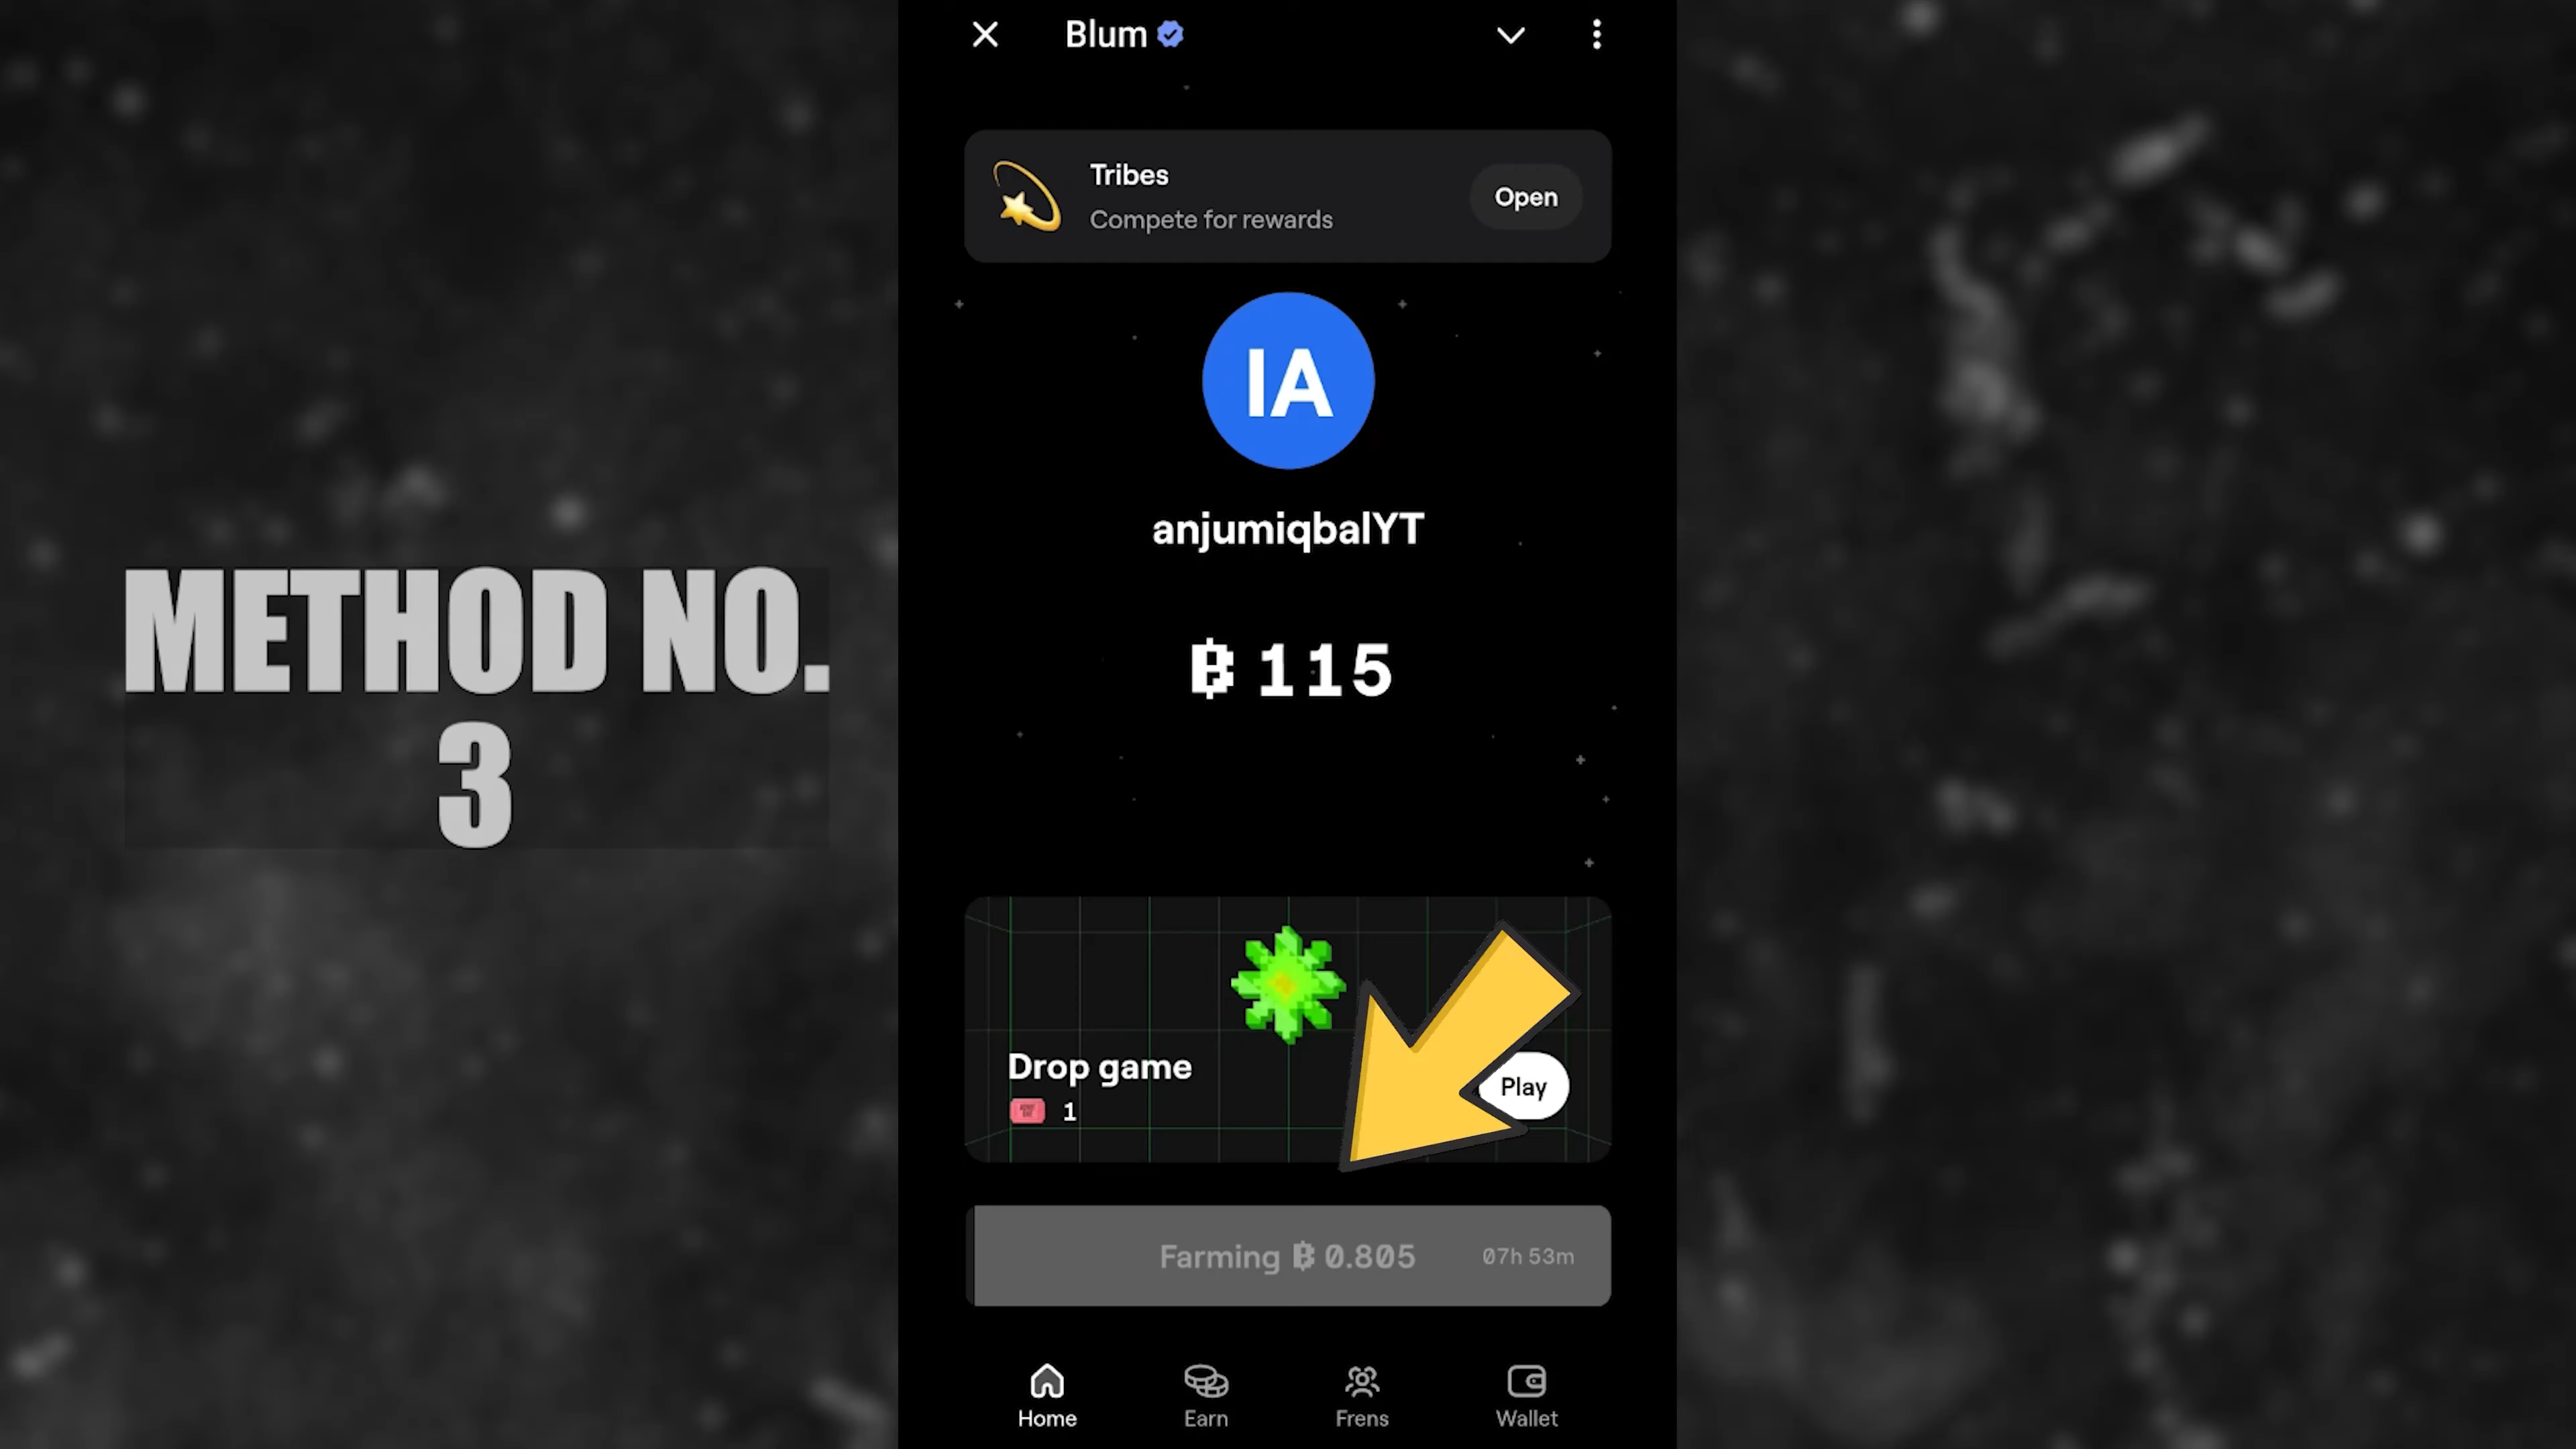 Blum
Tribes
Compete for rewards
Open
IA
anjumiqbalYT
METHOD NO.
3
115
Drop game
1
Play
Farming 0.805
07h 53m
Home
Earn
Frens
Wallet